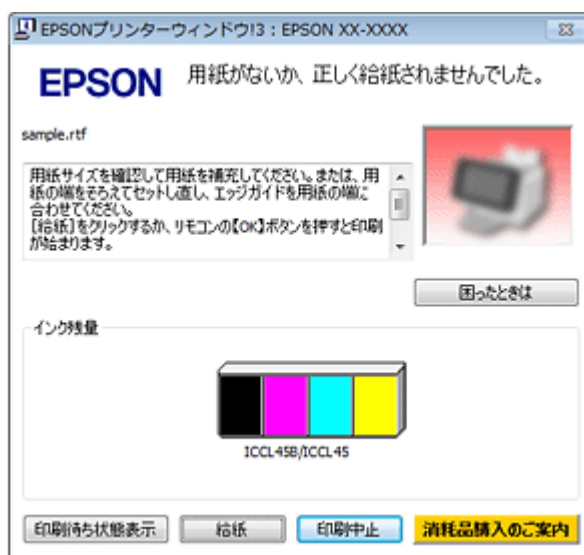 EPSONプリンターウィンドウ!3 : EPSON XX-XXXX
EPSON
用紙がないか、正しく給紙されませんでした。
sample.rtf
用紙サイズを確認して用紙を補充してください。または、用
紙の端をそろえてセットし直し、エッジガイドを用紙の端に
合わせてください。
[給紙]をクリックするか、リモコンの【OK】ボタンを押すと印刷
が始まります。
困ったときは
インク残量
ICCL45B/ICCL45
印刷待ち状態表示
給紙
印刷中止
消耗品購入のご案内